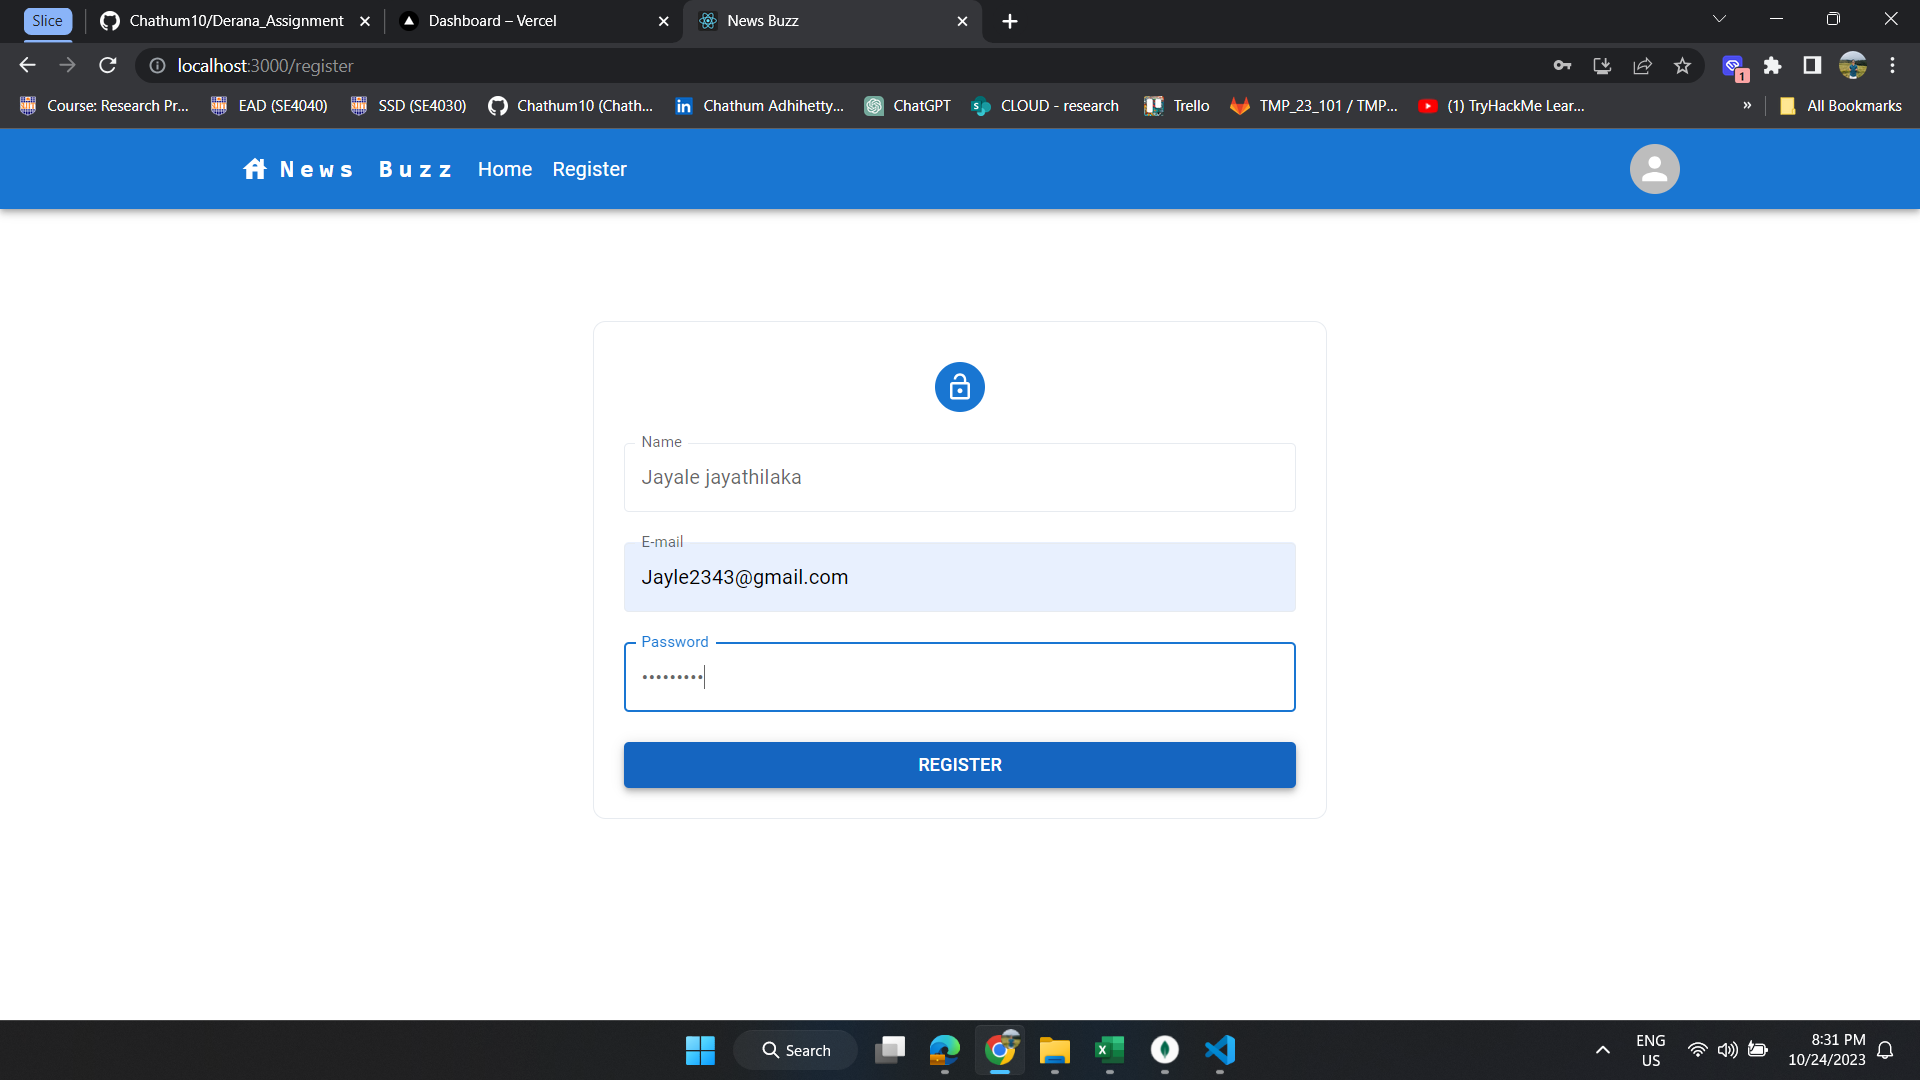 Slice
Chathum10/Derana_Assignment
Dashboard – Vercel
News Buzz
localhost:3000/register
1
Course: Research Pr...
EAD (SE4040)
SSD (SE4030)
Chathum10 (Chath...
Chathum Adhihetty...
ChatGPT
CLOUD - research
Trello
TMP_23_101 / TMP...
(1) TryHackMe Lear...
»
All Bookmarks
News Buzz
Home
Register
Name
Jayale jayathilaka
E-mail
Jayle2343@gmail.com
Password
•••••••••
REGISTER
Search
ENG
US
8:31 PM
10/24/2023